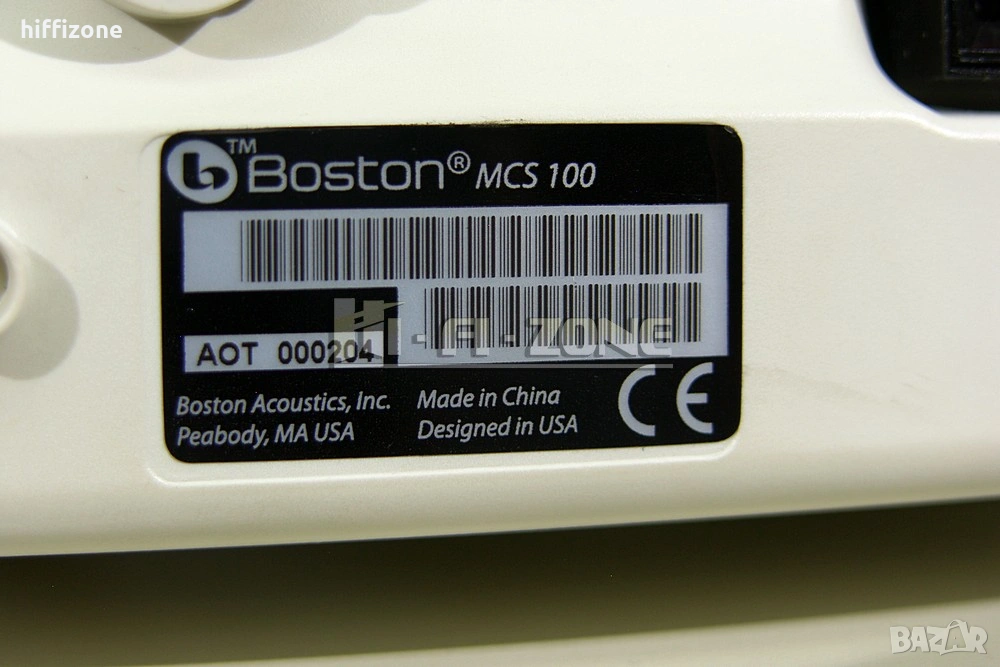 hiffizone
b™ Boston® MCS 100
HI-FI-ZONE
AOT 000204
Boston Acoustics, Inc.
Peabody, MA USA
Made in China
Designed in USA
CE
BAZAR